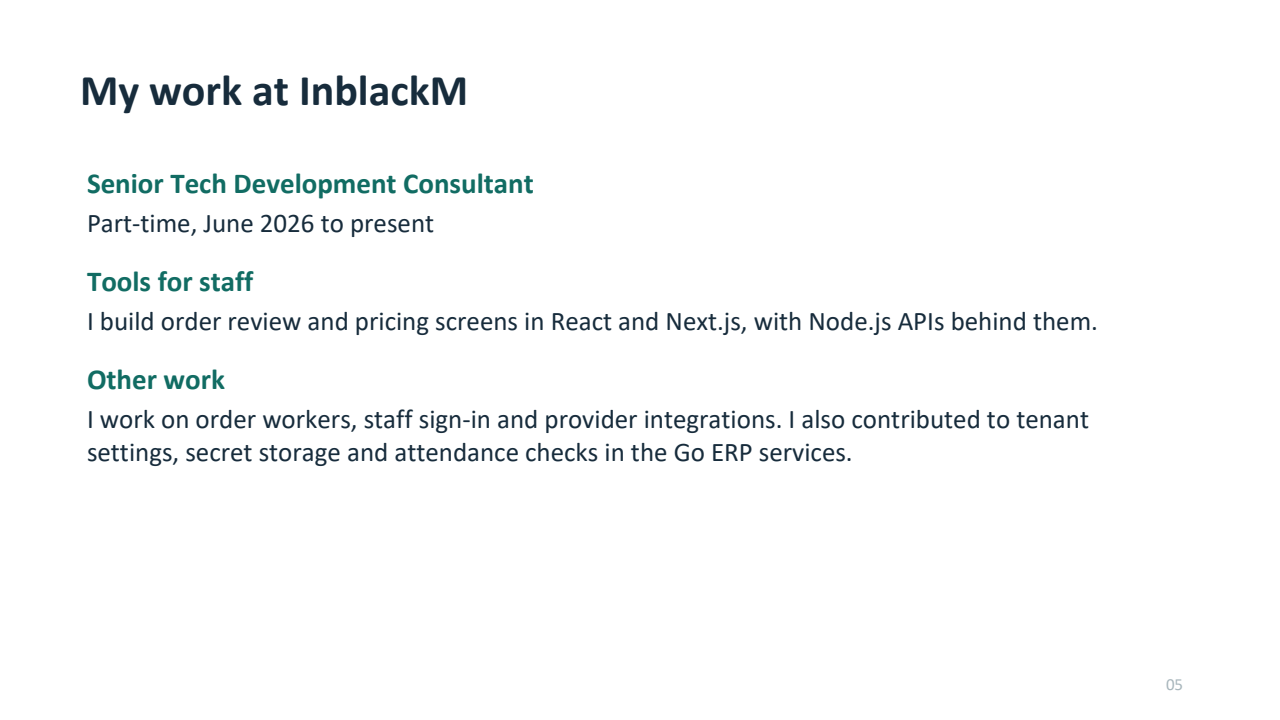 My work at InblackM
Senior Tech Development Consultant
Part-time, June 2026 to present
Tools for staff
I build order review and pricing screens in React and Next.js, with Node.js APIs behind them.
Other work
I work on order workers, staff sign-in and provider integrations. I also contributed to tenant
settings, secret storage and attendance checks in the Go ERP services.
05